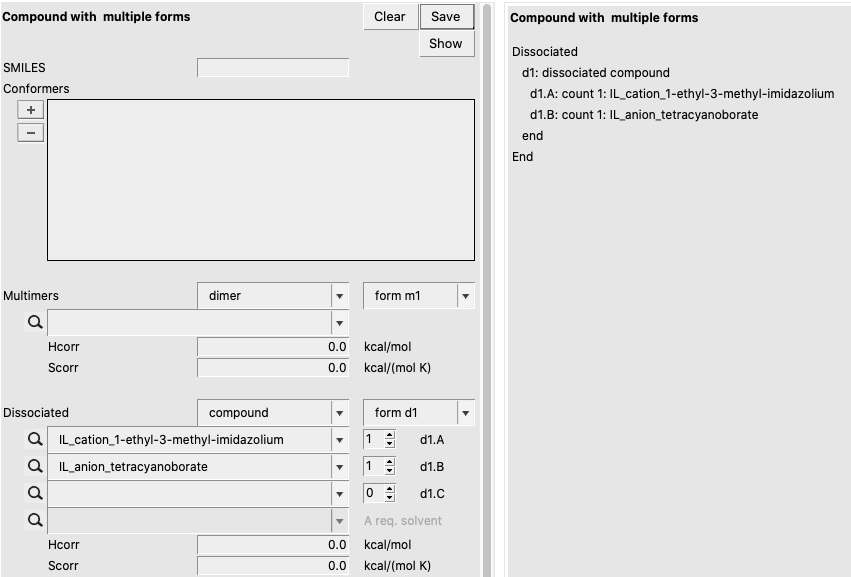 Compound with  multiple forms
Clear
Save
Show
SMILES
Conformers
+
−
Multimers
dimer
form m1
Hcorr
0.0
kcal/mol
Scorr
0.0
kcal/(mol K)
Dissociated
compound
form d1
IL_cation_1-ethyl-3-methyl-imidazolium
1
d1.A
IL_anion_tetracyanoborate
1
d1.B
0
d1.C
A req. solvent
Hcorr
0.0
kcal/mol
Scorr
0.0
kcal/(mol K)
Compound with  multiple forms
Dissociated
d1: dissociated compound
d1.A: count 1: IL_cation_1-ethyl-3-methyl-imidazolium
d1.B: count 1: IL_anion_tetracyanoborate
end
End